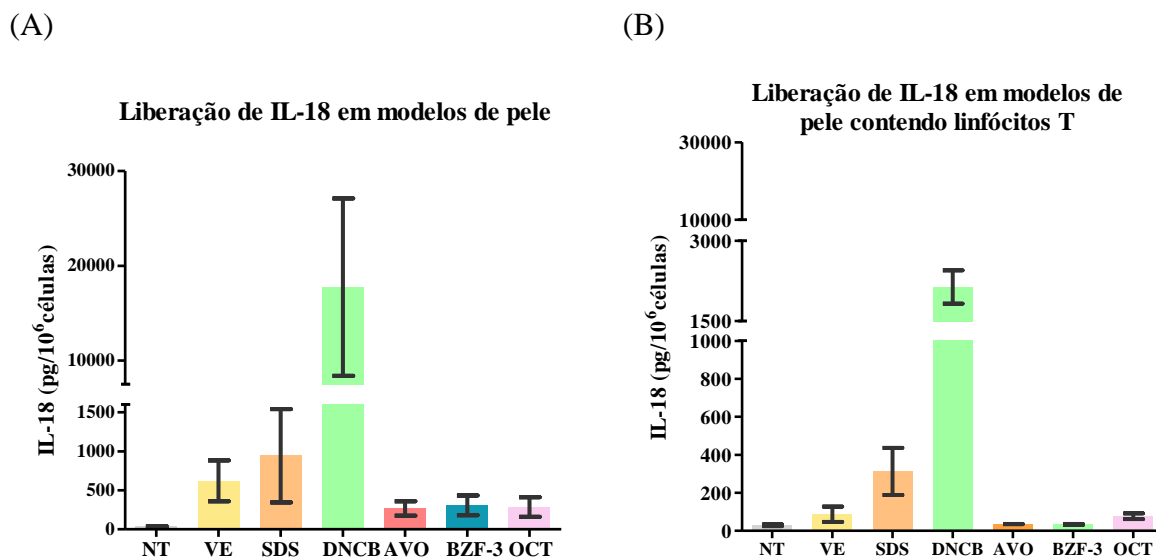 (A)
(B)
Liberação de IL-18 em modelos de pele
IL-18 (pg/10⁶células)
30000
20000
10000
1500
1000
500
0
NT VE SDS DNCB AVO BZF-3 OCT
Liberação de IL-18 em modelos de
pele contendo linfócitos T
IL-18 (pg/10⁶células)
30000
10000
3000
1500
1000
800
600
400
200
0
NT VE SDS DNCB AVO BZF-3 OCT